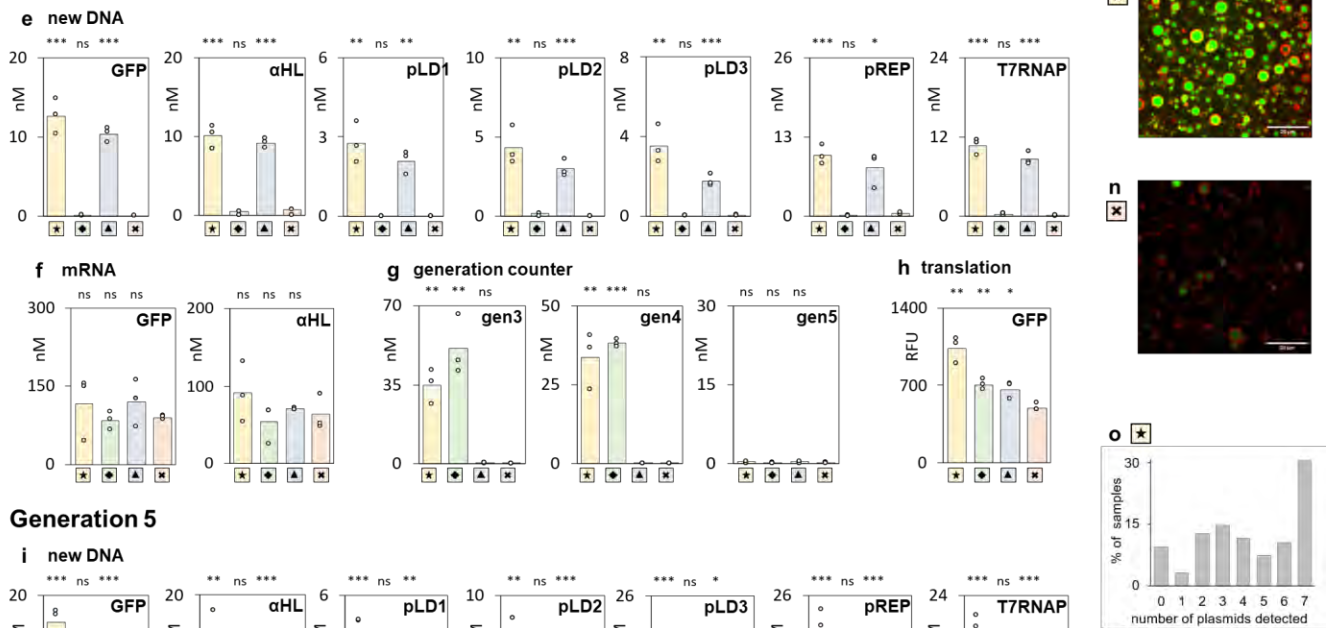 e new DNA
*** ns *** *** ns *** ** ns ** ** ns *** ** ns *** *** ns * *** ns ***
20 GFP 20 αHL 6 pLD1 10 pLD2 8 pLD3 26 pREP 24 T7RNAP
nM nM nM nM nM nM nM
10 10 3 5 4 13 12
0 0 0 0 0 0 0
n
f mRNA g generation counter h translation
ns ns ns ns ns ns ** ** ns ** *** ns ns ns ns ** ** *
300 GFP 200 αHL 70 gen3 50 gen4 30 gen5 1400 GFP
nM nM nM nM nM RFU
150 100 35 25 15 700
0 0 0 0 0 0
o
30
15
0
% of samples
0 1 2 3 4 5 6 7
number of plasmids detected
Generation 5
i new DNA
*** ns *** ** ns *** *** ns ** ** ns *** *** ns * *** ns *** *** ns ***
20 GFP 20 αHL 6 pLD1 10 pLD2 26 pLD3 26 pREP 24 T7RNAP